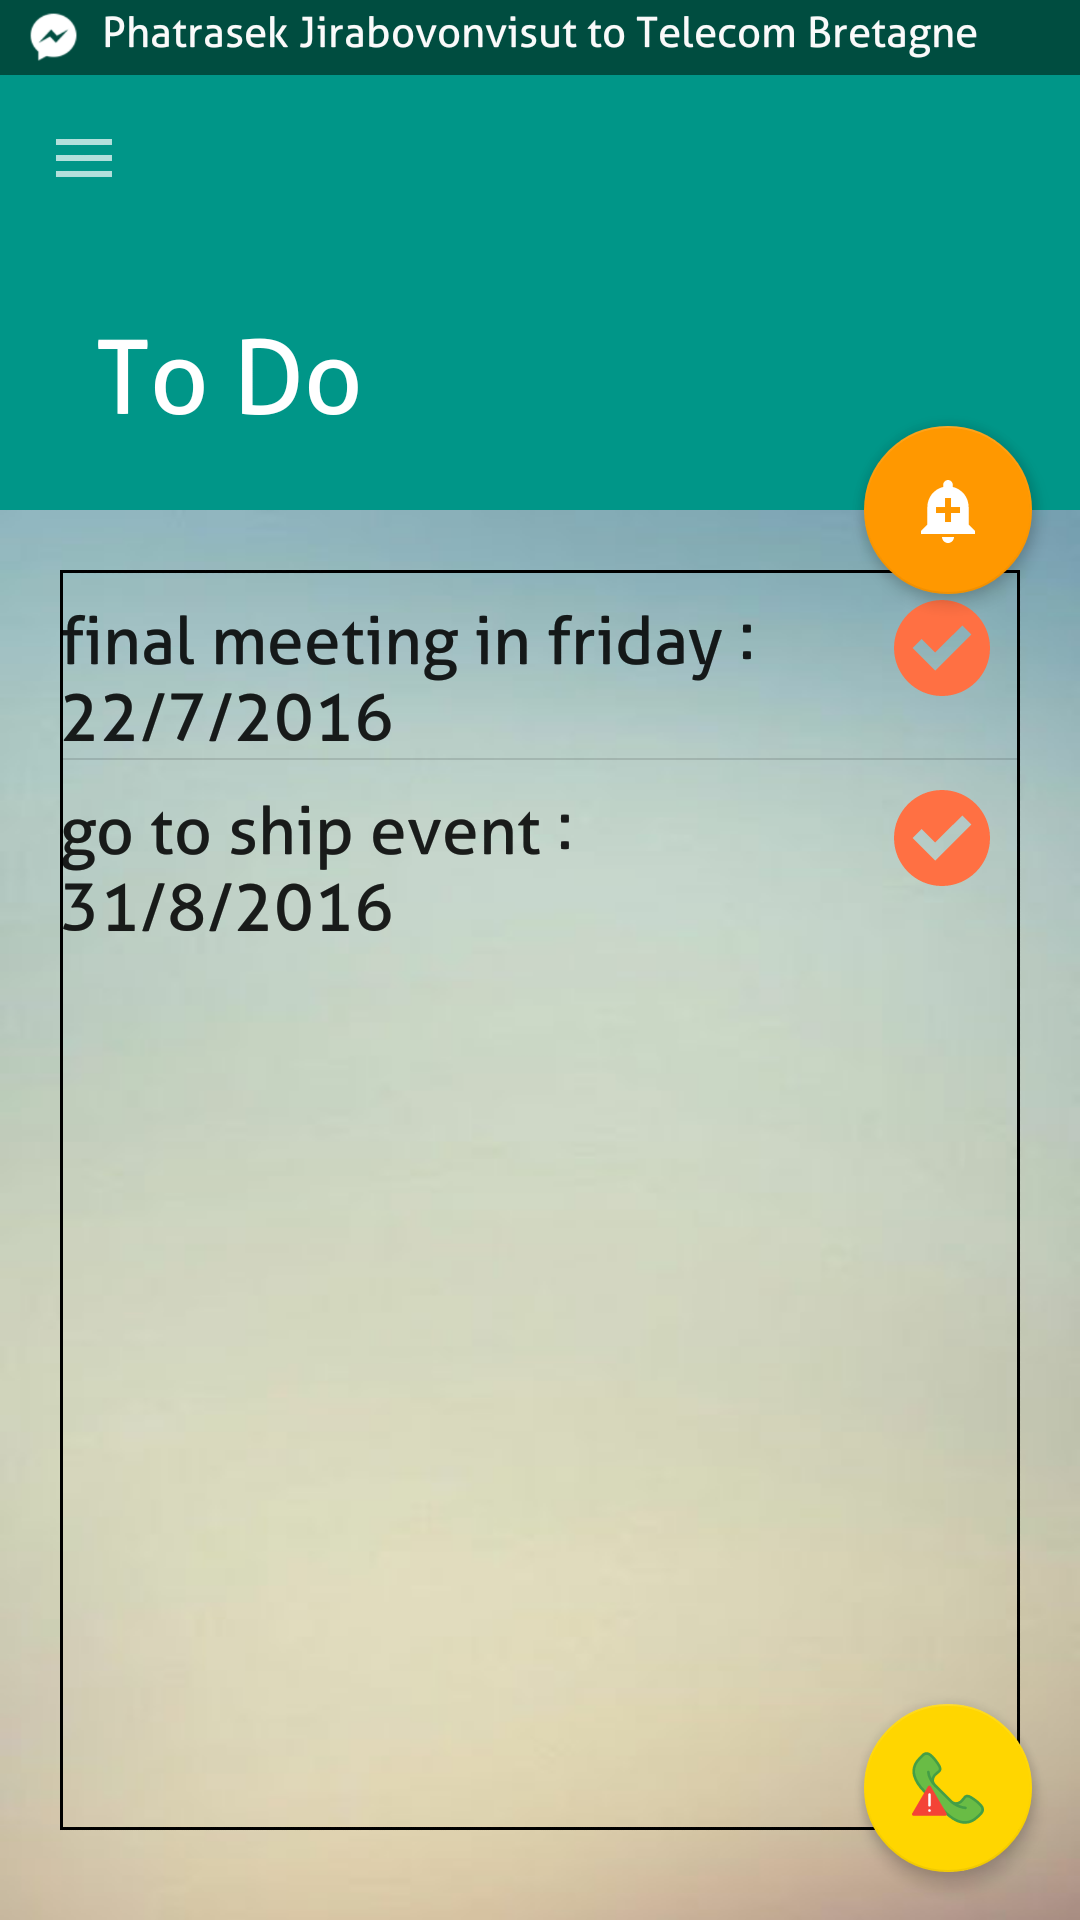 Phatrasek Jirabovonvisut to Telecom Bretagne
To Do
final meeting in friday :
22/7/2016
go to ship event :
31/8/2016